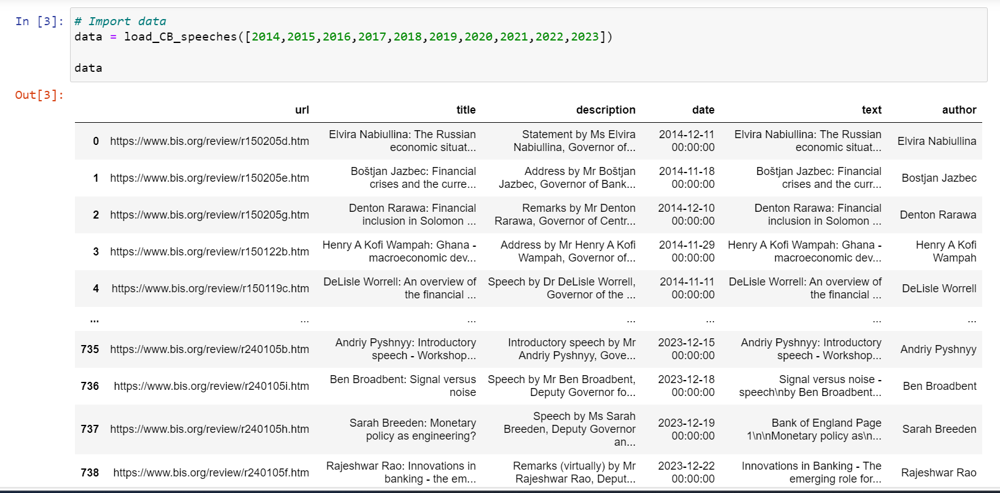 In [3]:
# Import data
data = load_CB_speeches([2014,2015,2016,2017,2018,2019,2020,2021,2022,2023])
data
Out[3]:
url title description date text author
0 https://www.bis.org/review/r150205d.htm Elvira Nabiullina: The Russian economic situat... Statement by Ms Elvira Nabiullina, Governor of... 2014-12-11 00:00:00 Elvira Nabiullina: The Russian economic situat... Elvira Nabiullina
1 https://www.bis.org/review/r150205e.htm Boštjan Jazbec: Financial crises and the curre... Address by Mr Boštjan Jazbec, Governor of Bank... 2014-11-18 00:00:00 Boštjan Jazbec: Financial crises and the curr... Bostjan Jazbec
2 https://www.bis.org/review/r150205g.htm Denton Rarawa: Financial inclusion in Solomon ... Remarks by Mr Denton Rarawa, Governor of Centr... 2014-12-10 00:00:00 Denton Rarawa: Financial inclusion in Solomon ... Denton Rarawa
3 https://www.bis.org/review/r150122b.htm Henry A Kofi Wampah: Ghana - macroeconomic dev... Address by Mr Henry A Kofi Wampah, Governor of... 2014-11-29 00:00:00 Henry A Kofi Wampah: Ghana - macroeconomic dev... Henry A Kofi Wampah
4 https://www.bis.org/review/r150119c.htm DeLisle Worrell: An overview of the financial ... Speech by Dr DeLisle Worrell, Governor of the ... 2014-11-11 00:00:00 DeLisle Worrell: An overview of the financial ... DeLisle Worrell
... ... ... ... ... ... ...
735 https://www.bis.org/review/r240105b.htm Andriy Pyshnyy: Introductory speech - Workshop... Introductory speech by Mr Andriy Pyshnyy, Gove... 2023-12-15 00:00:00 Andriy Pyshnyy: Introductory speech - Workshop... Andriy Pyshnyy
736 https://www.bis.org/review/r240105i.htm Ben Broadbent: Signal versus noise Speech by Mr Ben Broadbent, Deputy Governor fo... 2023-12-18 00:00:00 Signal versus noise - speech\nby Ben Broadbent... Ben Broadbent
737 https://www.bis.org/review/r240105h.htm Sarah Breeden: Monetary policy as engineering? Speech by Ms Sarah Breeden, Deputy Governor an... 2023-12-19 00:00:00 Bank of England Page 1\n\nMonetary policy as\n... Sarah Breeden
738 https://www.bis.org/review/r240105f.htm Rajeshwar Rao: Innovations in banking - the em... Remarks (virtually) by Mr Rajeshwar Rao, Deput... 2023-12-22 00:00:00 Innovations in Banking - The emerging role for... Rajeshwar Rao